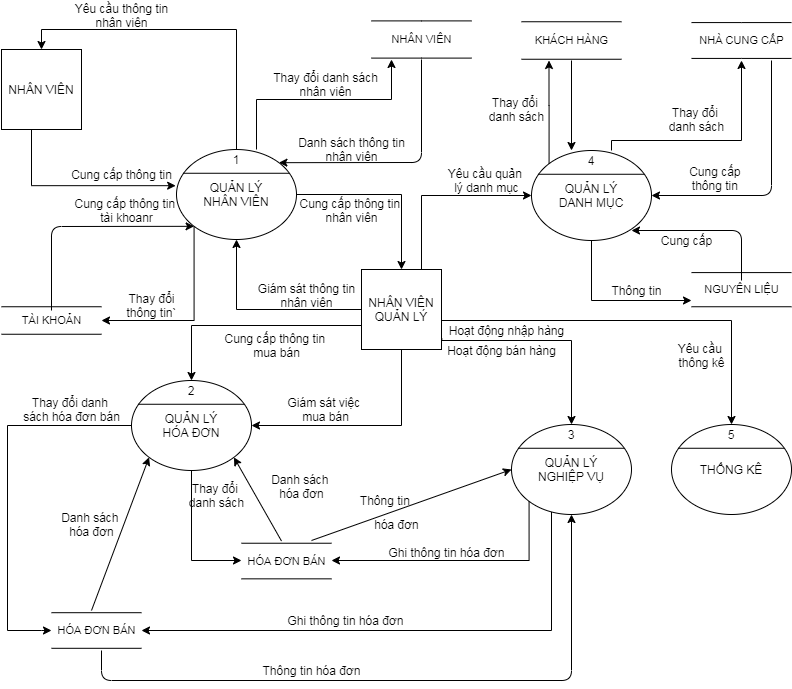 Yêu cầu thông tin
nhân viên
NHÂN VIÊN
KHÁCH HÀNG
NHÀ CUNG CẤP
NHÂN VIÊN
Thay đổi danh sách
nhân viên
Thay đổi
danh sách
Thay đổi
danh sách
Danh sách thông tin
nhân viên
1
QUẢN LÝ
NHÂN VIÊN
4
QUẢN LÝ
DANH MỤC
Cung cấp thông tin
Yêu cầu quản
lý danh mục
Cung cấp
thông tin
Cung cấp thông tin
tài khoanr
Cung cấp thông tin
nhân viên
Cung cấp
Giám sát thông tin
nhân viên
NHÂN VIÊN
QUẢN LÝ
Thông tin
NGUYÊN LIỆU
Thay đổi
thông tin`
TÀI KHOẢN
Hoạt động nhập hàng
Hoạt động bán hàng
Cung cấp thông tin
mua bán
Yêu cầu
thông kê
2
QUẢN LÝ
HÓA ĐƠN
Thay đổi danh
sách hóa đơn bán
Giám sát việc
mua bán
3
QUẢN LÝ
NGHIỆP VỤ
5
THỐNG KÊ
Thay đổi
danh sách
Danh sách
hóa đơn
Thông tin
hóa đơn
Danh sách
hóa đơn
HÓA ĐƠN BÁN
Ghi thông tin hóa đơn
HÓA ĐƠN BÁN
Ghi thông tin hóa đơn
Thông tin hóa đơn